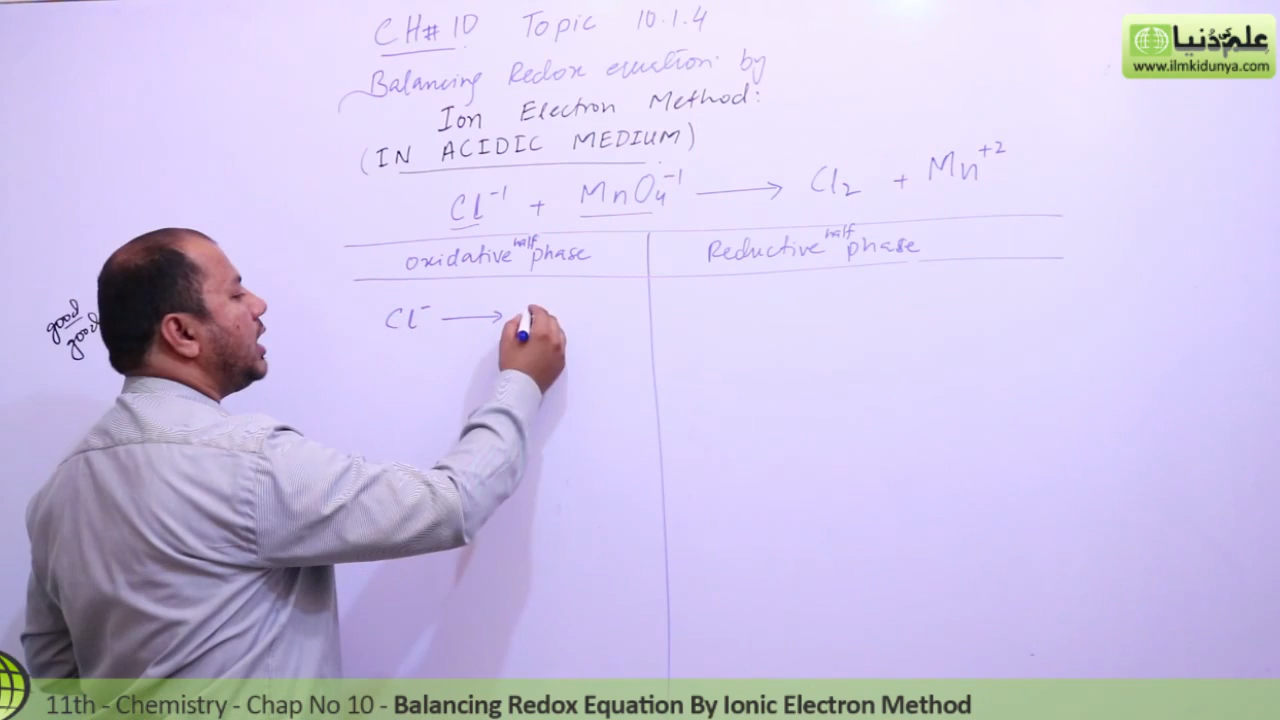 CH# 10 Topic 10.1.4
علم کی دُنیا
www.ilmkidunya.com
Balancing Redox equation by
Ion Electron Method:
(IN ACIDIC MEDIUM)
Cl⁻¹ + MnO₄⁻¹ ⟶ Cl₂ + Mn⁺²
oxidative half phase
Reductive half phase
good
good
Cl⁻ ⟶
11th - Chemistry - Chap No 10 - Balancing Redox Equation By Ionic Electron Method